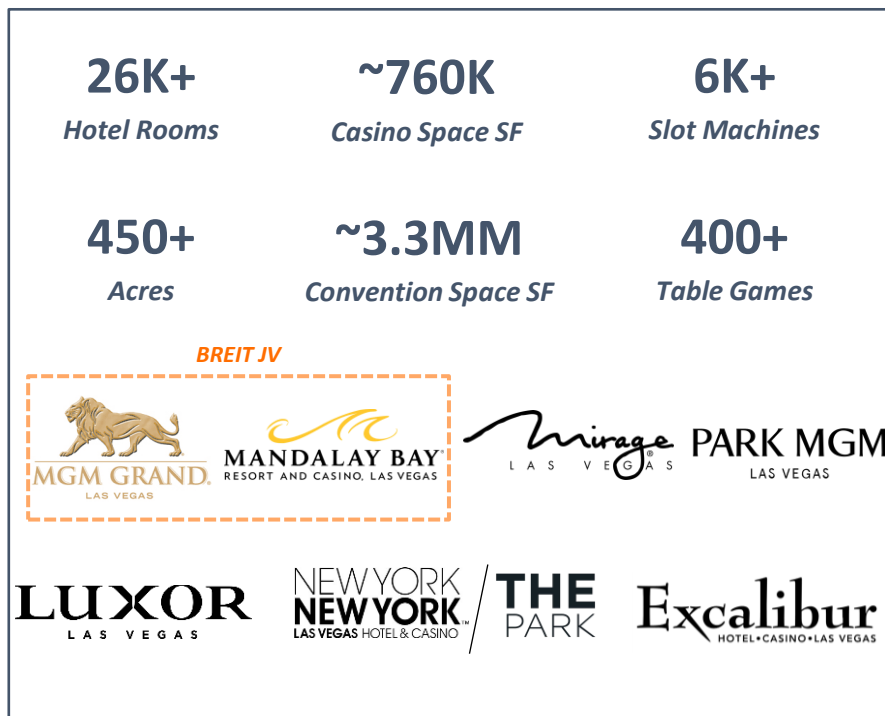 26K+ ~760K 6K+
Hotel Rooms Casino Space SF Slot Machines
450+ ~3.3MM 400+
Acres Convention Space SF Table Games
BREIT JV
MGM GRAND®
LAS VEGAS
MANDALAY BAY®
RESORT AND CASINO, LAS VEGAS
Mirage®
LAS VEGAS
PARK MGM
LAS VEGAS
LUXOR
LAS VEGAS
NEW YORK
NEW YORK™
LAS VEGAS HOTEL & CASINO
THE
PARK
Excalibur
HOTEL•CASINO•LAS VEGAS